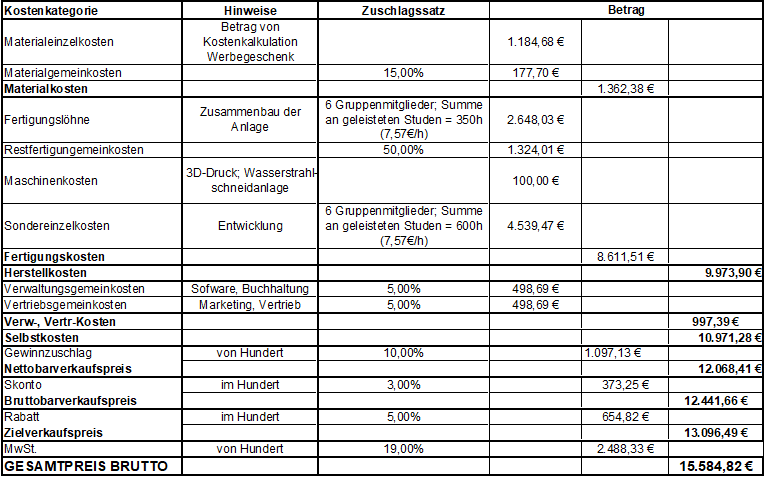 Kostenkategorie Hinweise Zuschlagssatz Betrag
Materialeinzelkosten Betrag von Kostenkalkulation Werbegeschenk 1.184,68 €
Materialgemeinkosten 15,00% 177,70 €
Materialkosten 1.362,38 €
Fertigungslöhne Zusammenbau der Anlage 6 Gruppenmitglieder; Summe an geleisteten Studen = 350h (7,57€/h) 2.648,03 €
Restfertigungemeinkosten 50,00% 1.324,01 €
Maschinenkosten 3D-Druck; Wasserstrahl-schneidanlage 100,00 €
Sondereinzelkosten Entwicklung 6 Gruppenmitglieder; Summe an geleisteten Studen = 600h (7,57€/h) 4.539,47 €
Fertigungskosten 8.611,51 €
Herstellkosten 9.973,90 €
Verwaltungsgemeinkosten Sofware, Buchhaltung 5,00% 498,69 €
Vertriebsgemeinkosten Marketing, Vertrieb 5,00% 498,69 €
Verw-, Vertr-Kosten 997,39 €
Selbstkosten 10.971,28 €
Gewinnzuschlag von Hundert 10,00% 1.097,13 €
Nettobarverkaufspreis 12.068,41 €
Skonto im Hundert 3,00% 373,25 €
Bruttobarverkaufspreis 12.441,66 €
Rabatt im Hundert 5,00% 654,82 €
Zielverkaufspreis 13.096,49 €
MwSt. von Hundert 19,00% 2.488,33 €
GESAMTPREIS BRUTTO 15.584,82 €